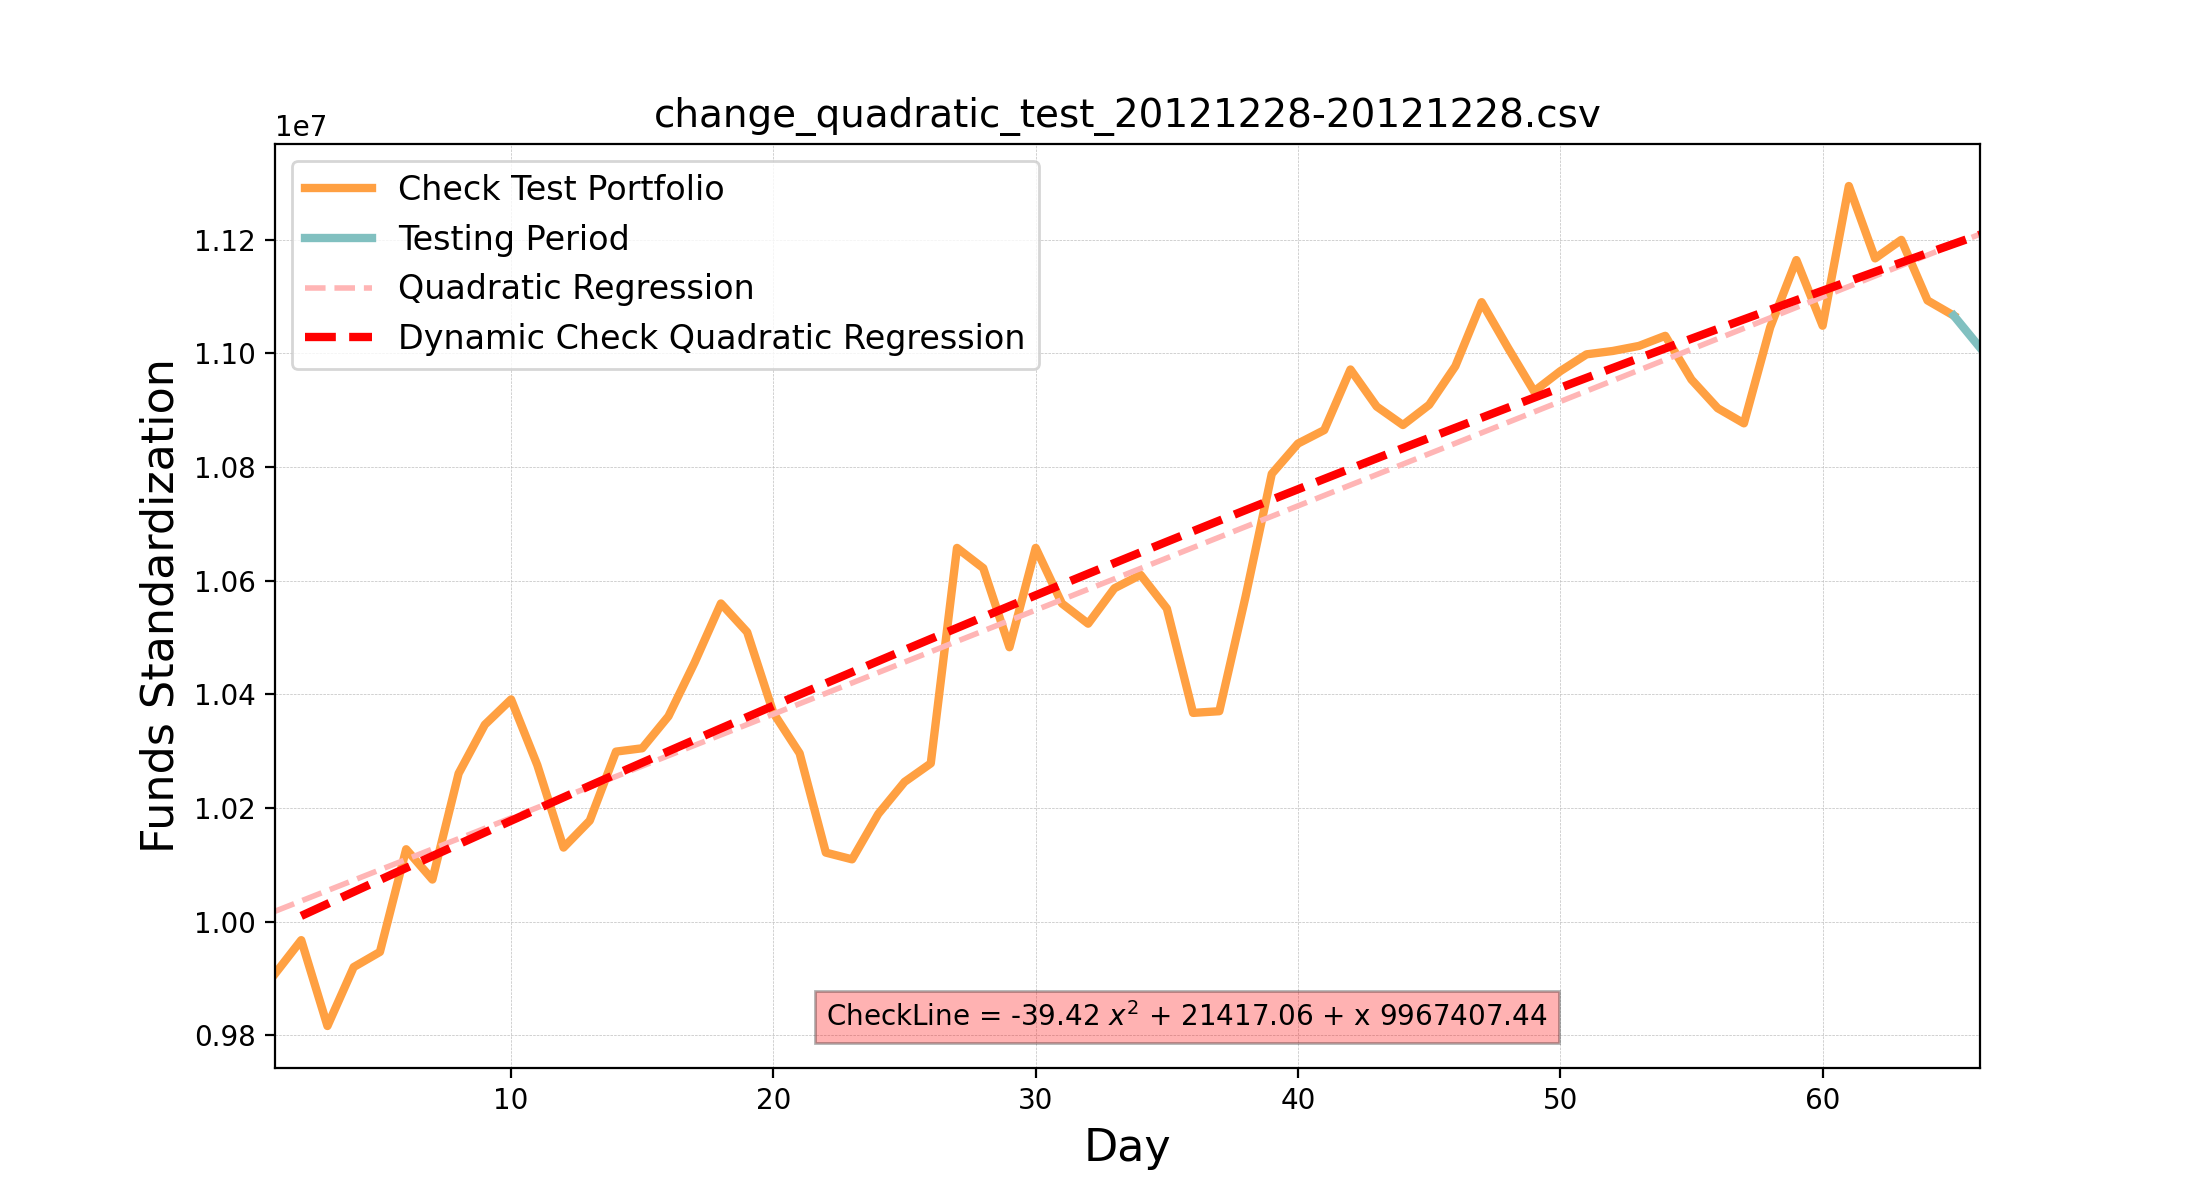 change_quadratic_test_20121228-20121228.csv
1e7
Check Test Portfolio
Testing Period
Quadratic Regression
Dynamic Check Quadratic Regression
1.12
1.10
1.08
1.06
1.04
1.02
1.00
0.98
Funds Standardization
CheckLine = -39.42 x² + 21417.06 + x 9967407.44
10 20 30 40 50 60
Day